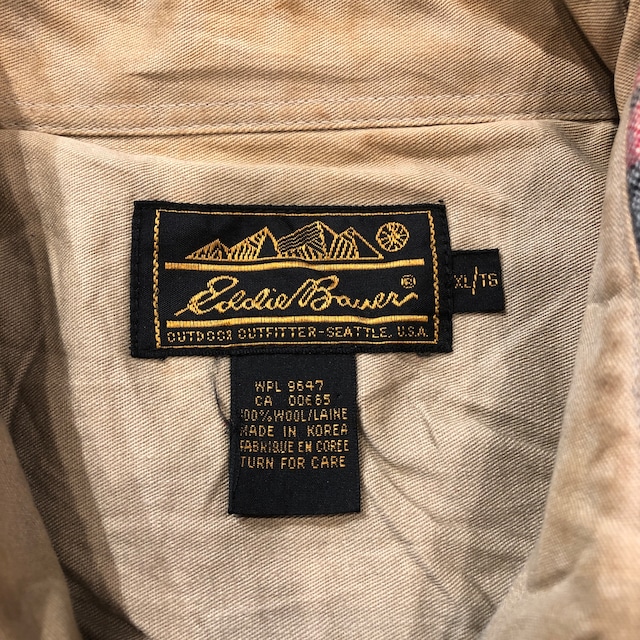 Eddie Bauer®
OUTDOOR OUTFITTER-SEATTLE, U.S.A.
XL/TG
WPL 9647
CA 00665
100% WOOL/LAINE
MADE IN KOREA
FABRIQUE EN COREE
TURN FOR CARE